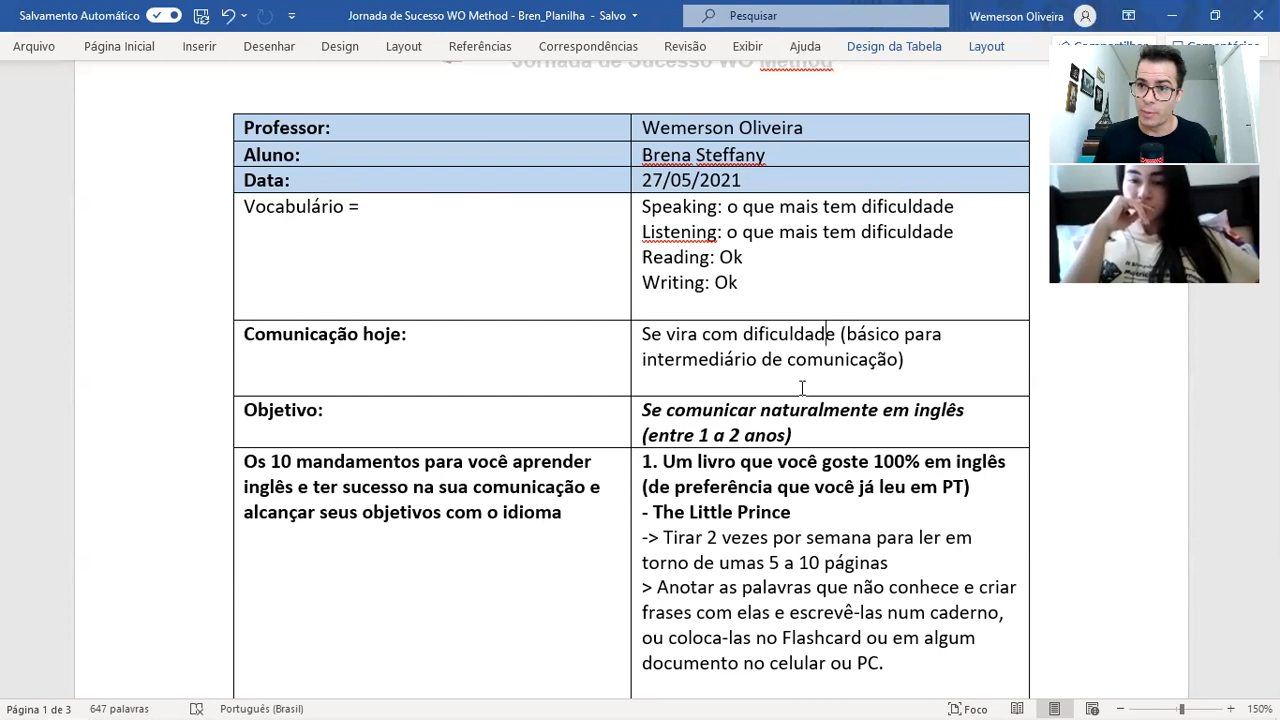 Salvamento Automático
Jornada de Sucesso WO Method - Bren_Planilha - Salvo
Pesquisar
Wemerson Oliveira
Arquivo
Página Inicial
Inserir
Desenhar
Design
Layout
Referências
Correspondências
Revisão
Exibir
Ajuda
Design da Tabela
Layout
Compartilhar
Comentários
Jornada de Sucesso WO Method
Professor:
Wemerson Oliveira
Aluno:
Brena Steffany
Data:
27/05/2021
Vocabulário =
Speaking: o que mais tem dificuldade
Listening: o que mais tem dificuldade
Reading: Ok
Writing: Ok
Comunicação hoje:
Se vira com dificuldade (básico para
intermediário de comunicação)
Objetivo:
Se comunicar naturalmente em inglês
(entre 1 a 2 anos)
Os 10 mandamentos para você aprender
inglês e ter sucesso na sua comunicação e
alcançar seus objetivos com o idioma
1. Um livro que você goste 100% em inglês
(de preferência que você já leu em PT)
- The Little Prince
-> Tirar 2 vezes por semana para ler em
torno de umas 5 a 10 páginas
> Anotar as palavras que não conhece e criar
frases com elas e escrevê-las num caderno,
ou coloca-las no Flashcard ou em algum
documento no celular ou PC.
Página 1 de 3
647 palavras
Português (Brasil)
Foco
150%